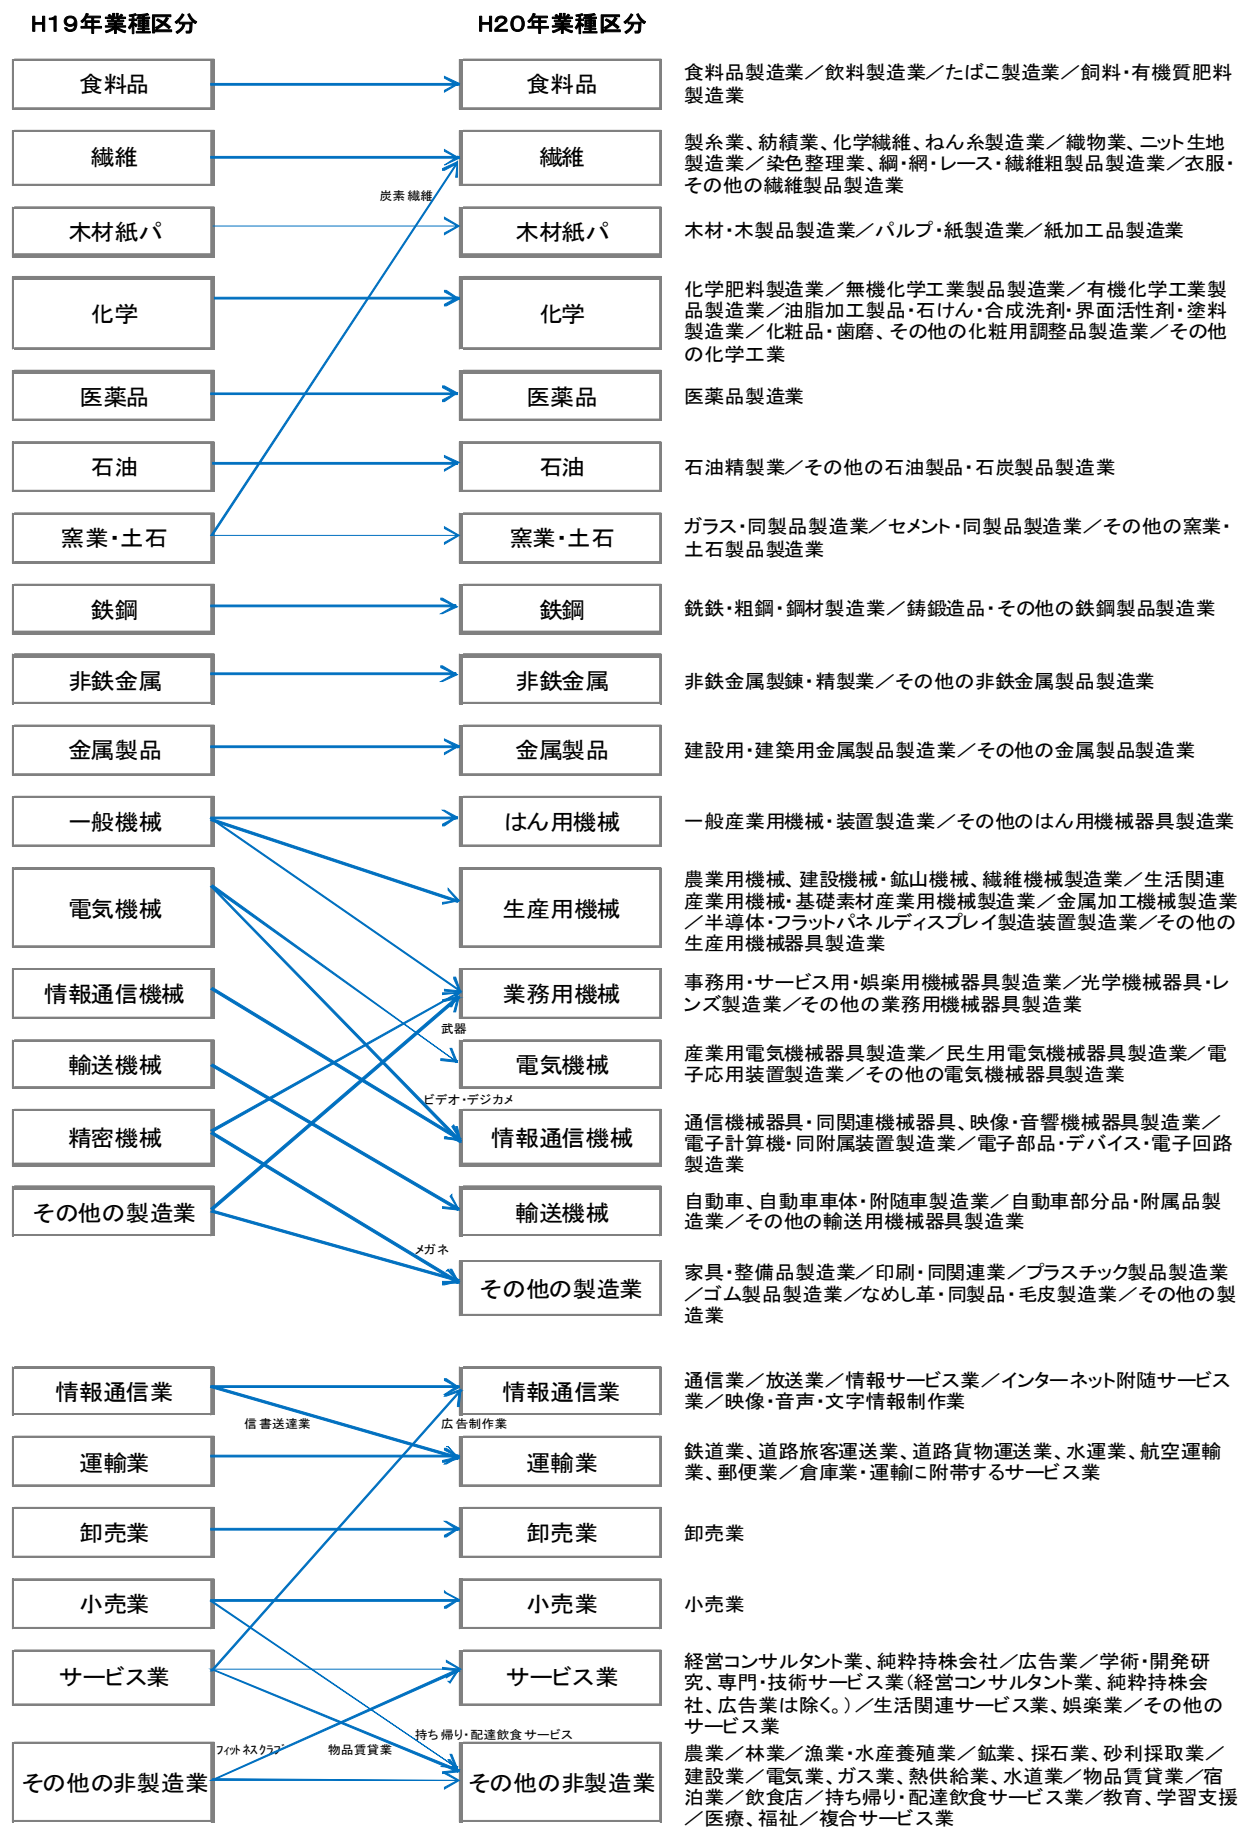 H19年業種区分
H20年業種区分
食料品
食料品
食料品製造業／飲料製造業／たばこ製造業／飼料・有機質肥料
製造業
繊維
繊維
製糸業、紡績業、化学繊維、ねん糸製造業／織物業、ニット生地
製造業／染色整理業、綱・網・レース・繊維粗製品製造業／衣服・
その他の繊維製品製造業
炭素繊維
木材紙パ
木材紙パ
木材・木製品製造業／パルプ・紙製造業／紙加工品製造業
化学
化学
化学肥料製造業／無機化学工業製品製造業／有機化学工業製
品製造業／油脂加工製品・石けん・合成洗剤・界面活性剤・塗料
製造業／化粧品・歯磨、その他の化粧用調整品製造業／その他
の化学工業
医薬品
医薬品
医薬品製造業
石油
石油
石油精製業／その他の石油製品・石炭製品製造業
窯業・土石
窯業・土石
ガラス・同製品製造業／セメント・同製品製造業／その他の窯業・
土石製品製造業
鉄鋼
鉄鋼
銑鉄・粗鋼・鋼材製造業／鋳鍛造品・その他の鉄鋼製品製造業
非鉄金属
非鉄金属
非鉄金属製錬・精製業／その他の非鉄金属製品製造業
金属製品
金属製品
建設用・建築用金属製品製造業／その他の金属製品製造業
一般機械
はん用機械
一般産業用機械・装置製造業／その他のはん用機械器具製造業
電気機械
生産用機械
農業用機械、建設機械・鉱山機械、繊維機械製造業／生活関連
産業用機械・基礎素材産業用機械製造業／金属加工機械製造業
／半導体・フラットパネルディスプレイ製造装置製造業／その他の
生産用機械器具製造業
情報通信機械
業務用機械
事務用・サービス用・娯楽用機械器具製造業／光学機械器具・レ
ンズ製造業／その他の業務用機械器具製造業
武器
輸送機械
電気機械
産業用電気機械器具製造業／民生用電気機械器具製造業／電
子応用装置製造業／その他の電気機械器具製造業
ビデオ・デジカメ
精密機械
情報通信機械
通信機械器具・同関連機械器具、映像・音響機械器具製造業／
電子計算機・同附属装置製造業／電子部品・デバイス・電子回路
製造業
その他の製造業
輸送機械
自動車、自動車車体・附随車製造業／自動車部分品・附属品製
造業／その他の輸送用機械器具製造業
メガネ
その他の製造業
家具・整備品製造業／印刷・同関連業／プラスチック製品製造業
／ゴム製品製造業／なめし革・同製品・毛皮製造業／その他の製
造業
情報通信業
情報通信業
通信業／放送業／情報サービス業／インターネット附随サービス
業／映像・音声・文字情報制作業
信書送達業
広告制作業
運輸業
運輸業
鉄道業、道路旅客運送業、道路貨物運送業、水運業、航空運輸
業、郵便業／倉庫業・運輸に附帯するサービス業
卸売業
卸売業
卸売業
小売業
小売業
小売業
サービス業
サービス業
経営コンサルタント業、純粋持株会社／広告業／学術・開発研
究、専門・技術サービス業(経営コンサルタント業、純粋持株会
社、広告業は除く。)／生活関連サービス業、娯楽業／その他の
サービス業
持ち帰り・配達飲食サービス
フィットネスクラブ
物品賃貸業
その他の非製造業
その他の非製造業
農業／林業／漁業・水産養殖業／鉱業、採石業、砂利採取業／
建設業／電気業、ガス業、熱供給業、水道業／物品賃貸業／宿
泊業／飲食店／持ち帰り・配達飲食サービス業／教育、学習支援
／医療、福祉／複合サービス業